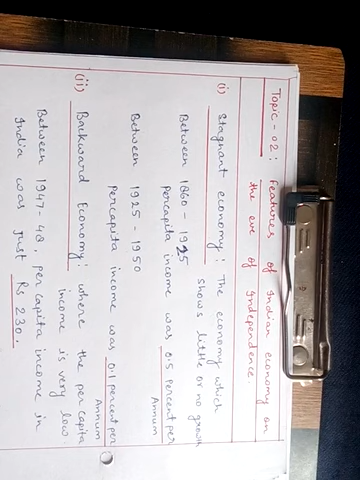 Topic - 02: Features of Indian economy on
the eve of Independence
(i) Stagnant economy: The economy which
shows little or no growth
Between 1860 - 1925
Percapita income was 0.5 percent per
Annum
Between 1925 - 1950
Percapita income was 0.1 percent per
Annum
(ii) Backward Economy: where the per capita
income is very low.
Between 1947-48, per capita income in
India was Just Rs 230.